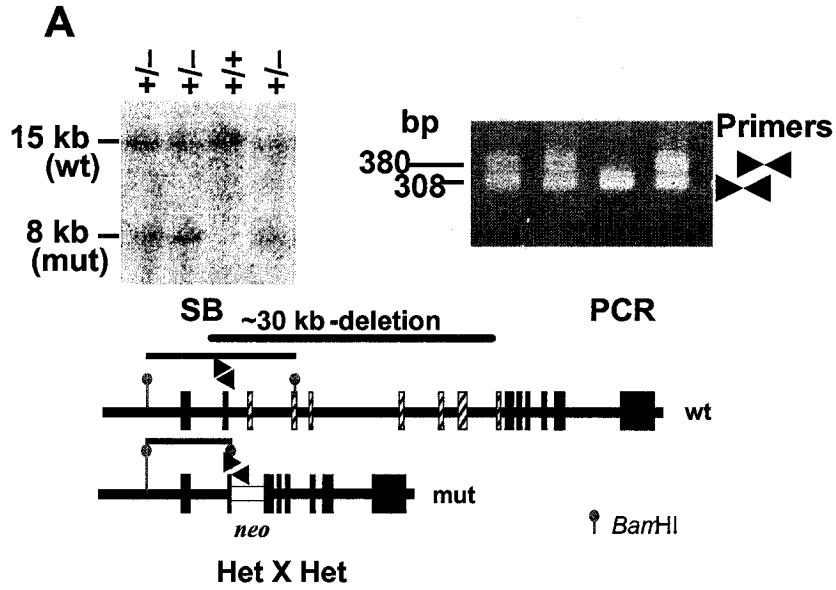 A
+/- +/- +/+ +/-
15 kb
(wt)
8 kb
(mut)
bp
380
308
Primers
SB
PCR
~30 kb-deletion
wt
mut
neo
BamHI
Het X Het